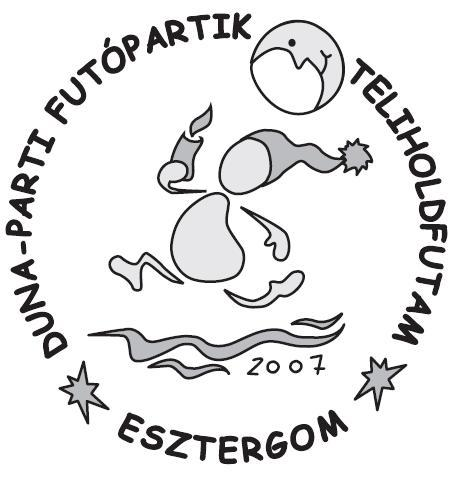 DUNA-PARTI FUTÓPARTIK
TELIHOLDFUTAM
2007
ESZTERGOM